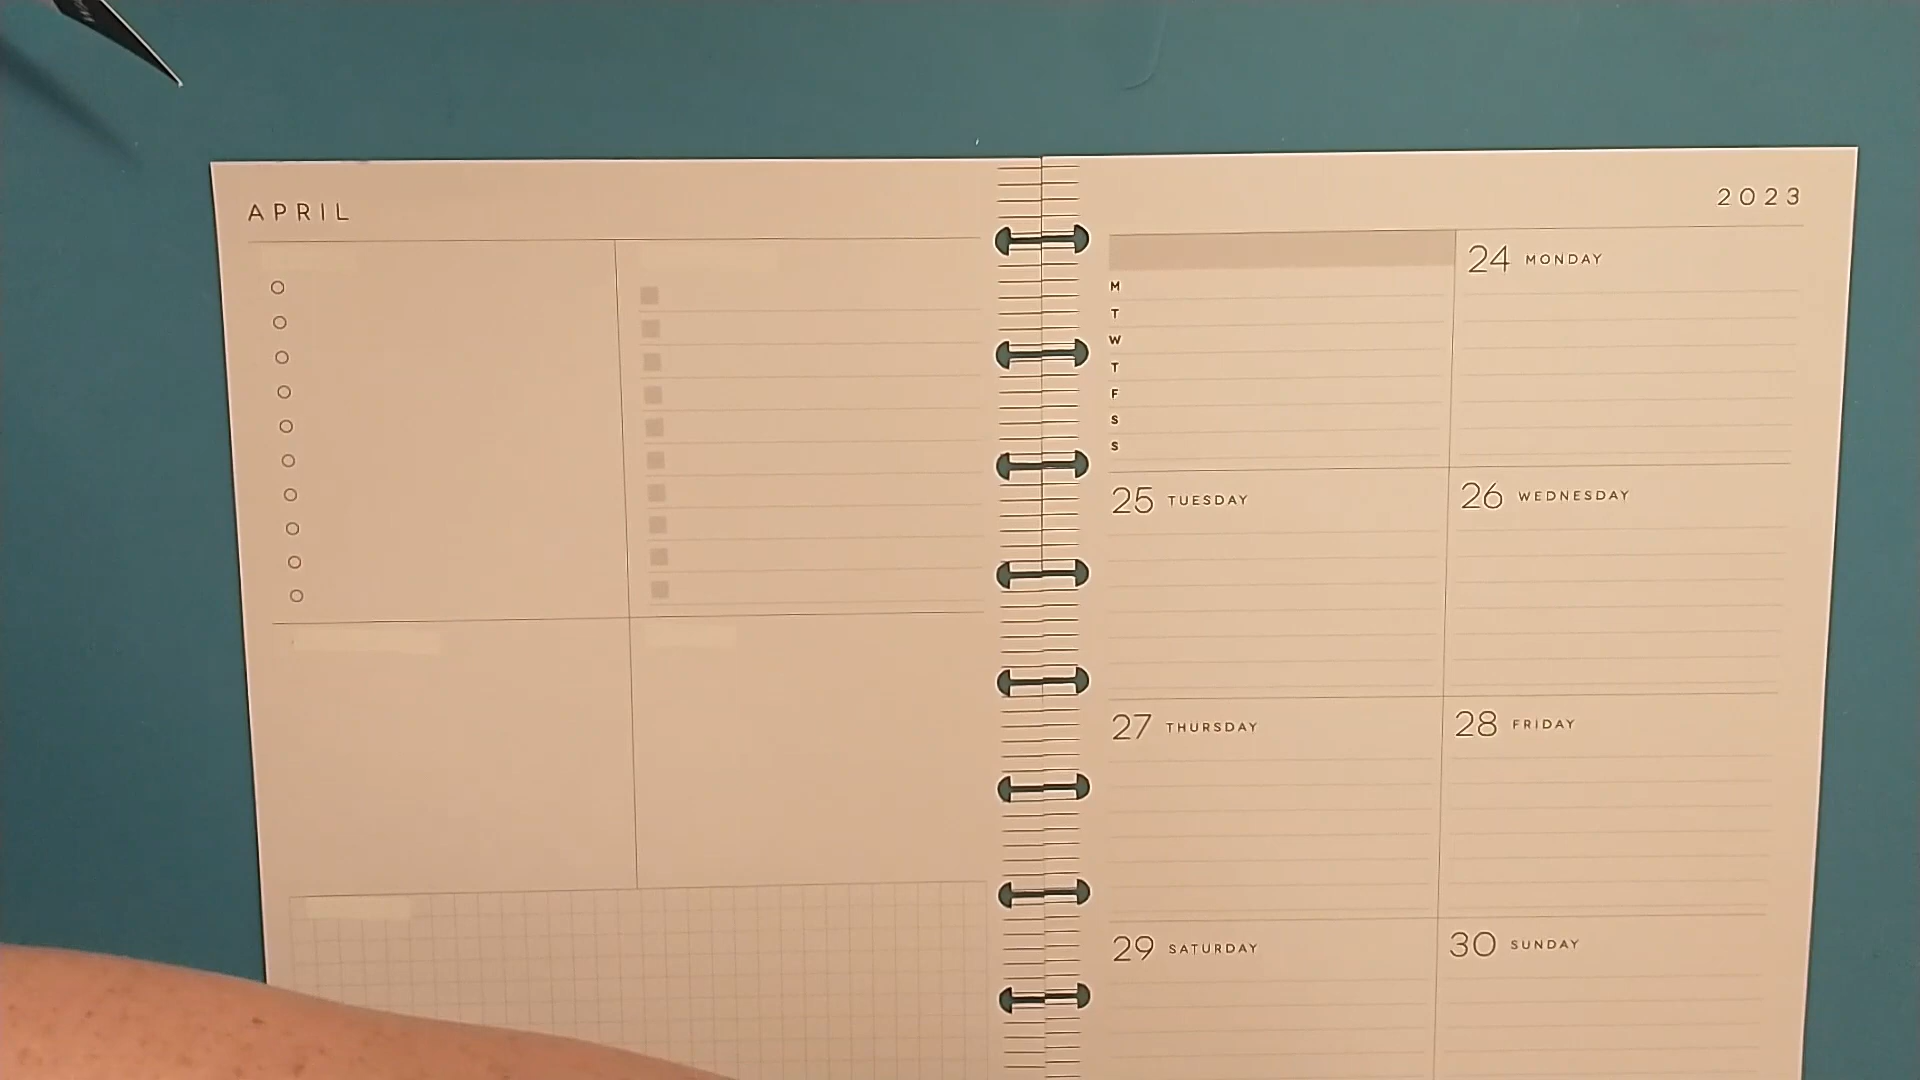 APRIL
2023
M
T
W
T
F
S
S
24 MONDAY
25 TUESDAY
26 WEDNESDAY
27 THURSDAY
28 FRIDAY
29 SATURDAY
30 SUNDAY